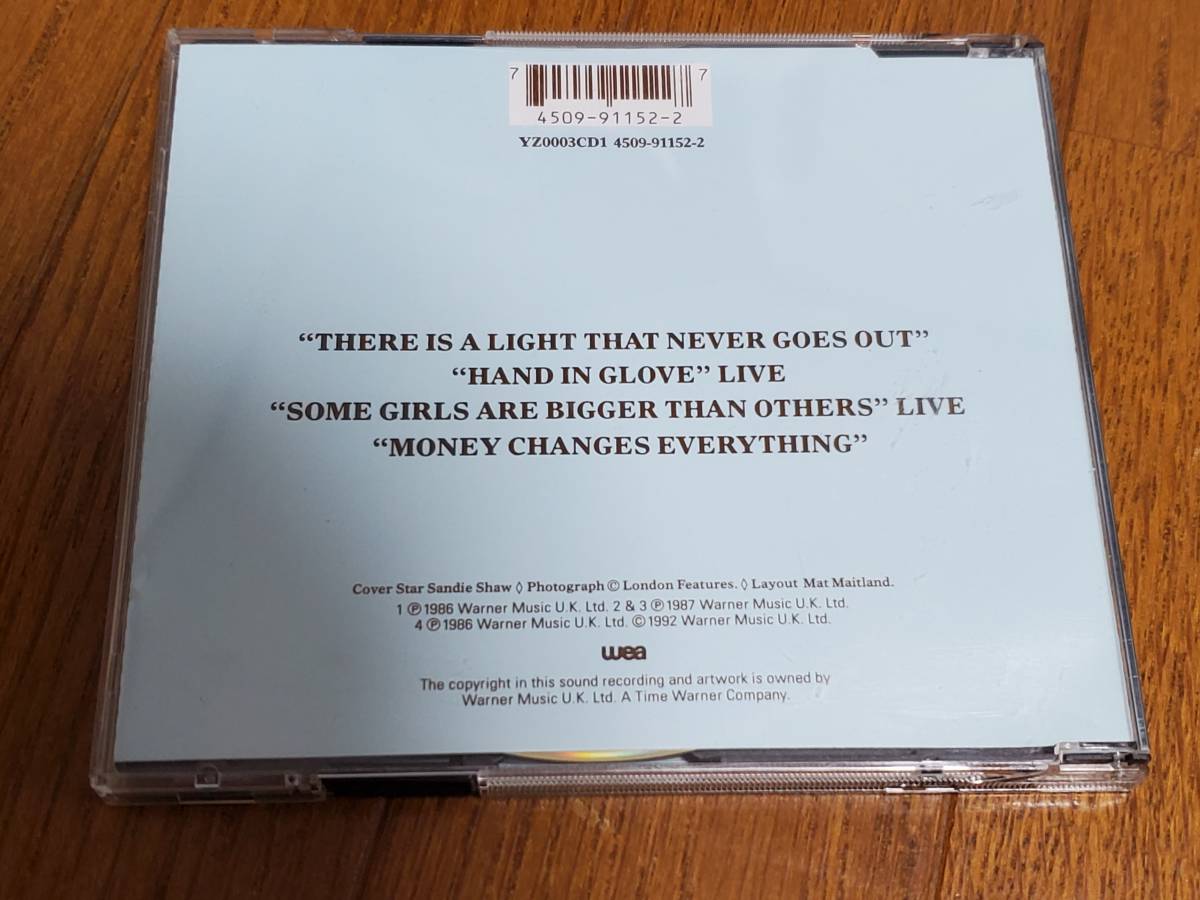 7 7
4509-91152-2
YZ0003CD1 4509-91152-2
“THERE IS A LIGHT THAT NEVER GOES OUT”
“HAND IN GLOVE” LIVE
“SOME GIRLS ARE BIGGER THAN OTHERS” LIVE
“MONEY CHANGES EVERYTHING”
Cover Star Sandie Shaw ◊ Photograph © London Features. ◊ Layout Mat Maitland.
1 ℗ 1986 Warner Music U.K. Ltd. 2 & 3 ℗ 1987 Warner Music U.K. Ltd.
4 ℗ 1986 Warner Music U.K. Ltd. © 1992 Warner Music U.K. Ltd.
wea
The copyright in this sound recording and artwork is owned by
Warner Music U.K. Ltd. A Time Warner Company.